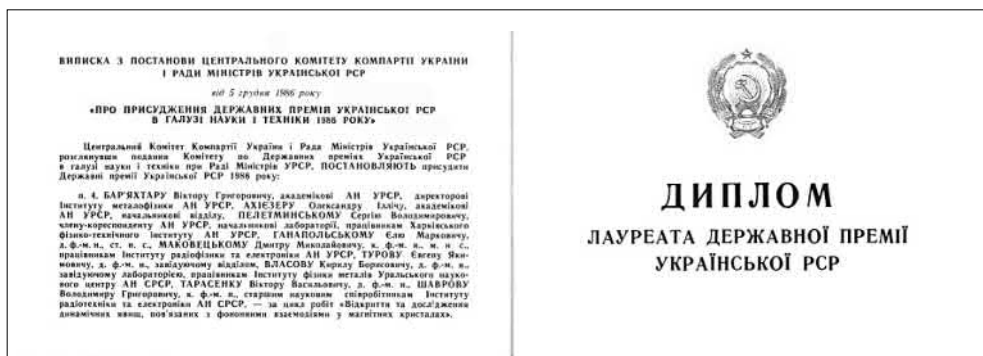 ВИПИСКА З ПОСТАНОВИ ЦЕНТРАЛЬНОГО КОМІТЕТУ КОМПАРТІЇ УКРАЇНИ
І РАДИ МІНІСТРІВ УКРАЇНСЬКОЇ РСР
від 5 грудня 1986 року
«ПРО ПРИСУДЖЕННЯ ДЕРЖАВНИХ ПРЕМІЙ УКРАЇНСЬКОЇ РСР
В ГАЛУЗІ НАУКИ І ТЕХНІКИ 1986 РОКУ»
Центральний Комітет Компартії України і Рада Міністрів Української РСР,
розглянувши подання Комітету по Державних преміях Української РСР
в галузі науки і техніки при Раді Міністрів УРСР, ПОСТАНОВЛЯЮТЬ присудити
Державні премії Української РСР 1986 року:
п. 4. БАР'ЯХТАРУ Віктору Григоровичу, академікові АН УРСР, директорові
Інституту металофізики АН УРСР, АХІЄЗЕРУ Олександру Іллічу, академікові
АН УРСР, начальникові відділу, ПЕЛЕТМИНСЬКОМУ Сергію Володимировичу,
члену-кореспонденту АН УРСР, начальникові лабораторії, працівникам Харківського
фізико-технічного інституту АН УРСР, ГАНАПОЛЬСЬКОМУ Єлю Марковичу,
д. ф.-м. н., ст. н. с., МАКОВЕЦЬКОМУ Дмитру Миколайовичу, к. ф.-м. н., м. н с.,
працівникам Інституту радіофізики та електроніки АН УРСР, ТУРОВУ Євгену Яки-
мовичу, д. ф.-м. н., завідуючому відділом, ВЛАСОВУ Кирилу Борисовичу, д. ф.-м. н.,
завідуючому лабораторією, працівникам Інституту фізики металів Уральського науко-
вого центру АН СРСР, ТАРАСЕНКУ Віктору Васильовичу, д. ф.-м. н., ШАВРОВУ
Володимиру Григоровичу, к. ф.-м. н., старшим науковим співробітникам Інституту
радіотехніки та електроніки АН СРСР, — за цикл робіт «Відкриття та дослідження
динамічних явищ, пов'язаних з фононними взаємодіями у магнітних кристалах».
ДИПЛОМ
ЛАУРЕАТА ДЕРЖАВНОЇ ПРЕМІЇ
УКРАЇНСЬКОЇ РСР